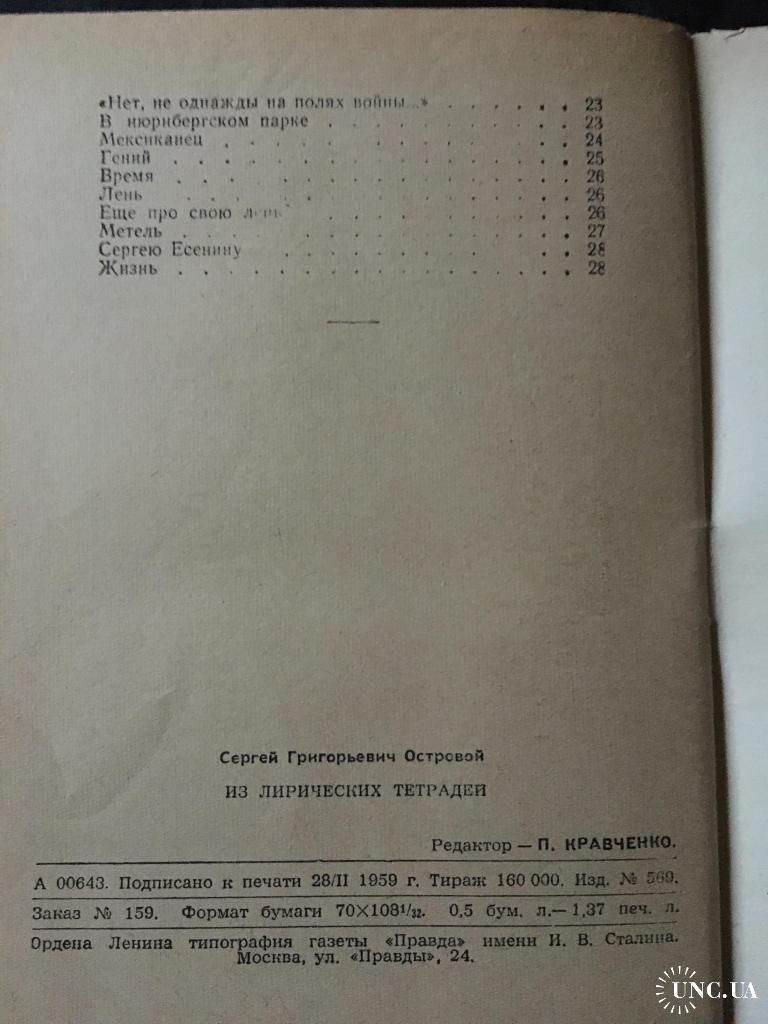 «Нет, не однажды на полях войны...» . . . . . . . 23
В нюрнбергском парке . . . . . . . . . . . 23
Мексиканец . . . . . . . . . . . . . . . 24
Гений . . . . . . . . . . . . . . . . . 25
Время . . . . . . . . . . . . . . . . . 26
Лень . . . . . . . . . . . . . . . . . 26
Еще про свою лень . . . . . . . . . . . . 26
Метель . . . . . . . . . . . . . . . . . 27
Сергею Есенину . . . . . . . . . . . . . 28
Жизнь . . . . . . . . . . . . . . . . . 28
Сергей Григорьевич Островой
ИЗ ЛИРИЧЕСКИХ ТЕТРАДЕЙ
Редактор — П. КРАВЧЕНКО.
А 00643. Подписано к печати 28/II 1959 г. Тираж 160 000. Изд. № 569.
Заказ № 159. Формат бумаги 70×108¹/₃₂. 0,5 бум. л.— 1,37 печ. л.
Ордена Ленина типография газеты «Правда» имени И. В. Сталина.
Москва, ул. «Правды», 24.
UNC.UA